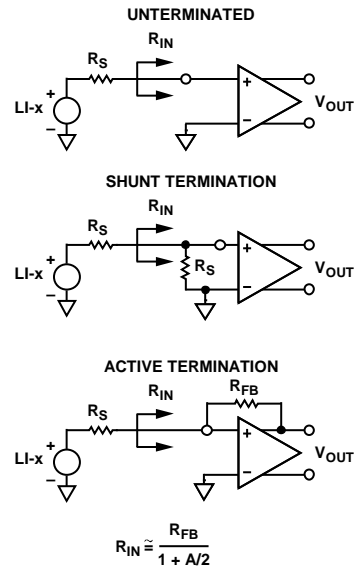 UNTERMINATED
RIN
RS
LI-x
+
–
+
–
VOUT
SHUNT TERMINATION
RIN
RS
LI-x
+
–
RS
+
–
VOUT
ACTIVE TERMINATION
RIN
RFB
RS
LI-x
+
–
+
–
VOUT
RIN ≅ RFB
1 + A/2